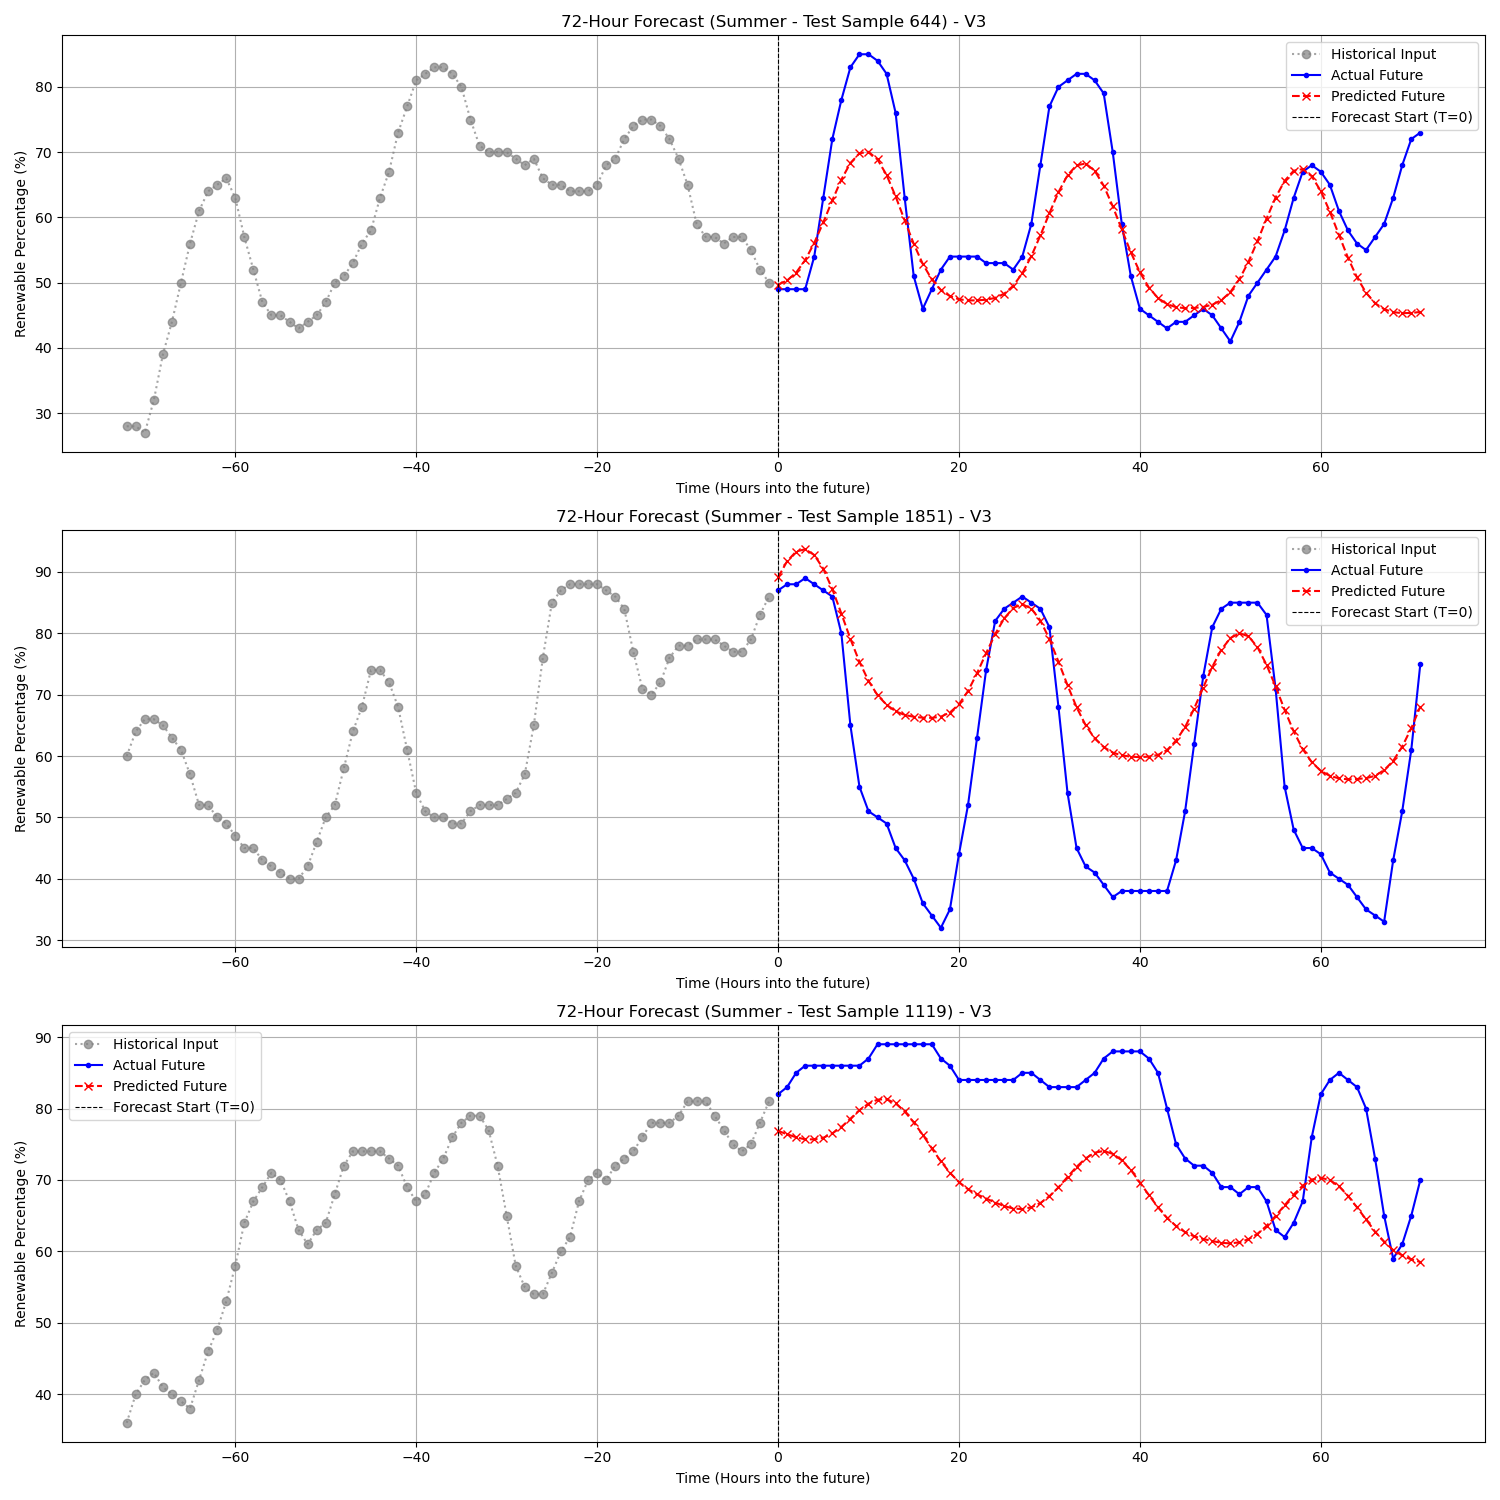 72-Hour Forecast (Summer - Test Sample 644) - V3
Renewable Percentage (%)
80
70
60
50
40
30
−60
−40
−20
0
20
40
60
Time (Hours into the future)
Historical Input
Actual Future
Predicted Future
Forecast Start (T=0)
72-Hour Forecast (Summer - Test Sample 1851) - V3
Renewable Percentage (%)
90
80
70
60
50
40
30
−60
−40
−20
0
20
40
60
Time (Hours into the future)
Historical Input
Actual Future
Predicted Future
Forecast Start (T=0)
72-Hour Forecast (Summer - Test Sample 1119) - V3
Renewable Percentage (%)
90
80
70
60
50
40
−60
−40
−20
0
20
40
60
Time (Hours into the future)
Historical Input
Actual Future
Predicted Future
Forecast Start (T=0)